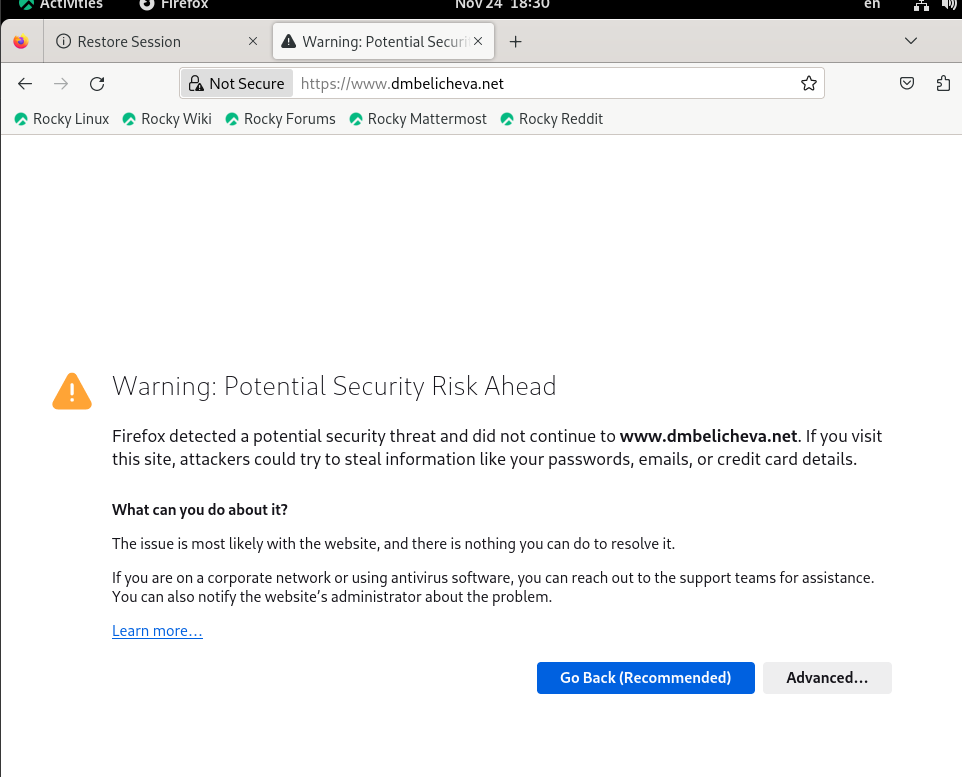 Activities Firefox Nov 24 18:30 en
Restore Session Warning: Potential Securi
Not Secure https://www.dmbelicheva.net
Rocky Linux Rocky Wiki Rocky Forums Rocky Mattermost Rocky Reddit
Warning: Potential Security Risk Ahead
Firefox detected a potential security threat and did not continue to www.dmbelicheva.net. If you visit
this site, attackers could try to steal information like your passwords, emails, or credit card details.
What can you do about it?
The issue is most likely with the website, and there is nothing you can do to resolve it.
If you are on a corporate network or using antivirus software, you can reach out to the support teams for assistance.
You can also notify the website’s administrator about the problem.
Learn more…
Go Back (Recommended) Advanced…